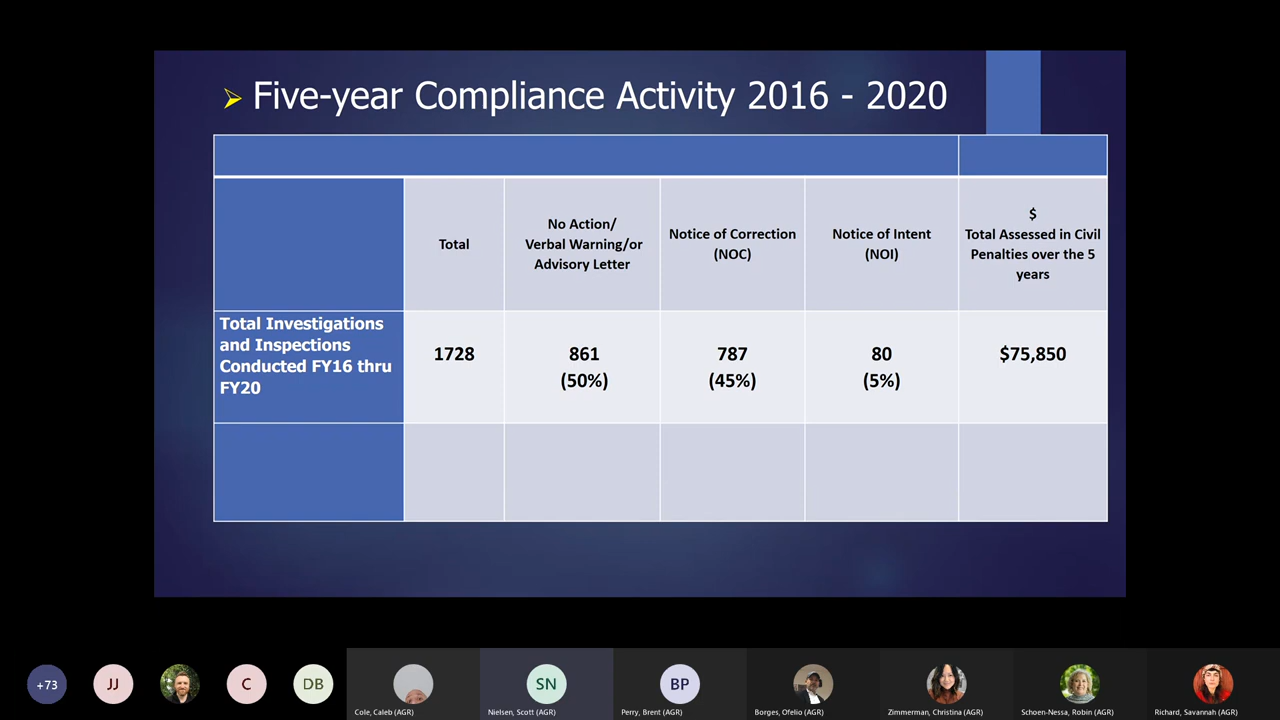 Five-year Compliance Activity 2016 - 2020
Total
No Action/
Verbal Warning/or
Advisory Letter
Notice of Correction
(NOC)
Notice of Intent
(NOI)
$
Total Assessed in Civil
Penalties over the 5
years
Total Investigations
and Inspections
Conducted FY16 thru
FY20
1728
861
(50%)
787
(45%)
80
(5%)
$75,850
+73
JJ
C
DB
SN
BP
Cole, Caleb (AGR)
Nielsen, Scott (AGR)
Perry, Brent (AGR)
Borges, Ofelio (AGR)
Zimmerman, Christina (AGR)
Schoen-Nessa, Robin (AGR)
Richard, Savannah (AGR)